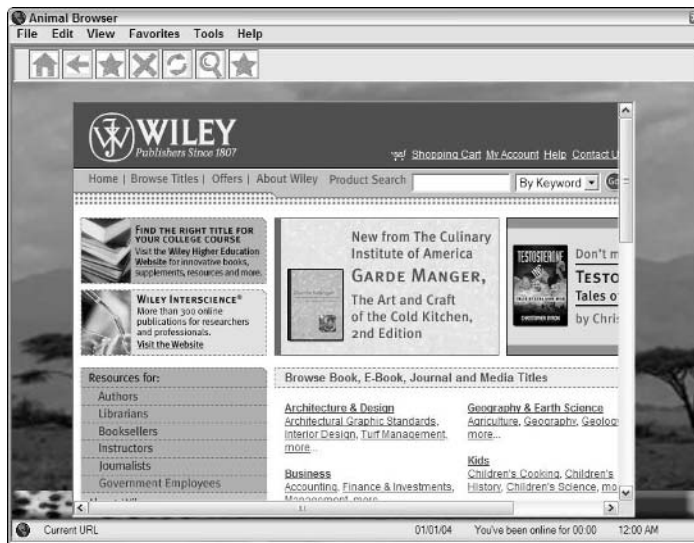 Animal Browser
File Edit View Favorites Tools Help
WILEY
Publishers Since 1807
Shopping Cart My Account Help Contact U
Home | Browse Titles | Offers | About Wiley Product Search By Keyword Go
FIND THE RIGHT TITLE FOR
YOUR COLLEGE COURSE
Visit the Wiley Higher Education
Website for innovative books,
supplements, resources and more.
WILEY INTERSCIENCE®
More than 300 online
publications for researchers
and professionals.
Visit the Website
New from The Culinary
Institute of America
GARDE MANGER,
The Art and Craft
of the Cold Kitchen,
2nd Edition
TESTOSTERONE
CHRISTOPHER BYRON
Don't m
TESTO
Tales o
by Chris
Resources for:
Authors
Librarians
Booksellers
Instructors
Journalists
Government Employees
Browse Book, E-Book, Journal and Media Titles
Architecture & Design
Architectural Graphic Standards,
Interior Design, Turf Management,
more...
Business
Accounting, Finance & Investments,
Management, more
Geography & Earth Science
Agriculture, Geography, Geolog
more...
Kids
Children's Cooking, Children's
History, Children's Science, mo
Current URL 01/01/04 You've been online for 00:00 12:00 AM